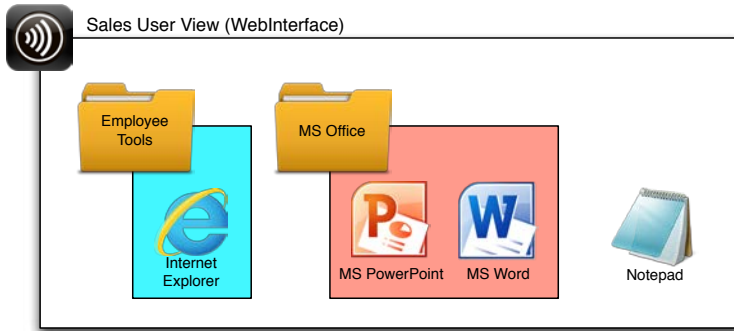 Sales User View (WebInterface)
Employee
Tools
MS Office
Internet
Explorer
MS PowerPoint
MS Word
Notepad